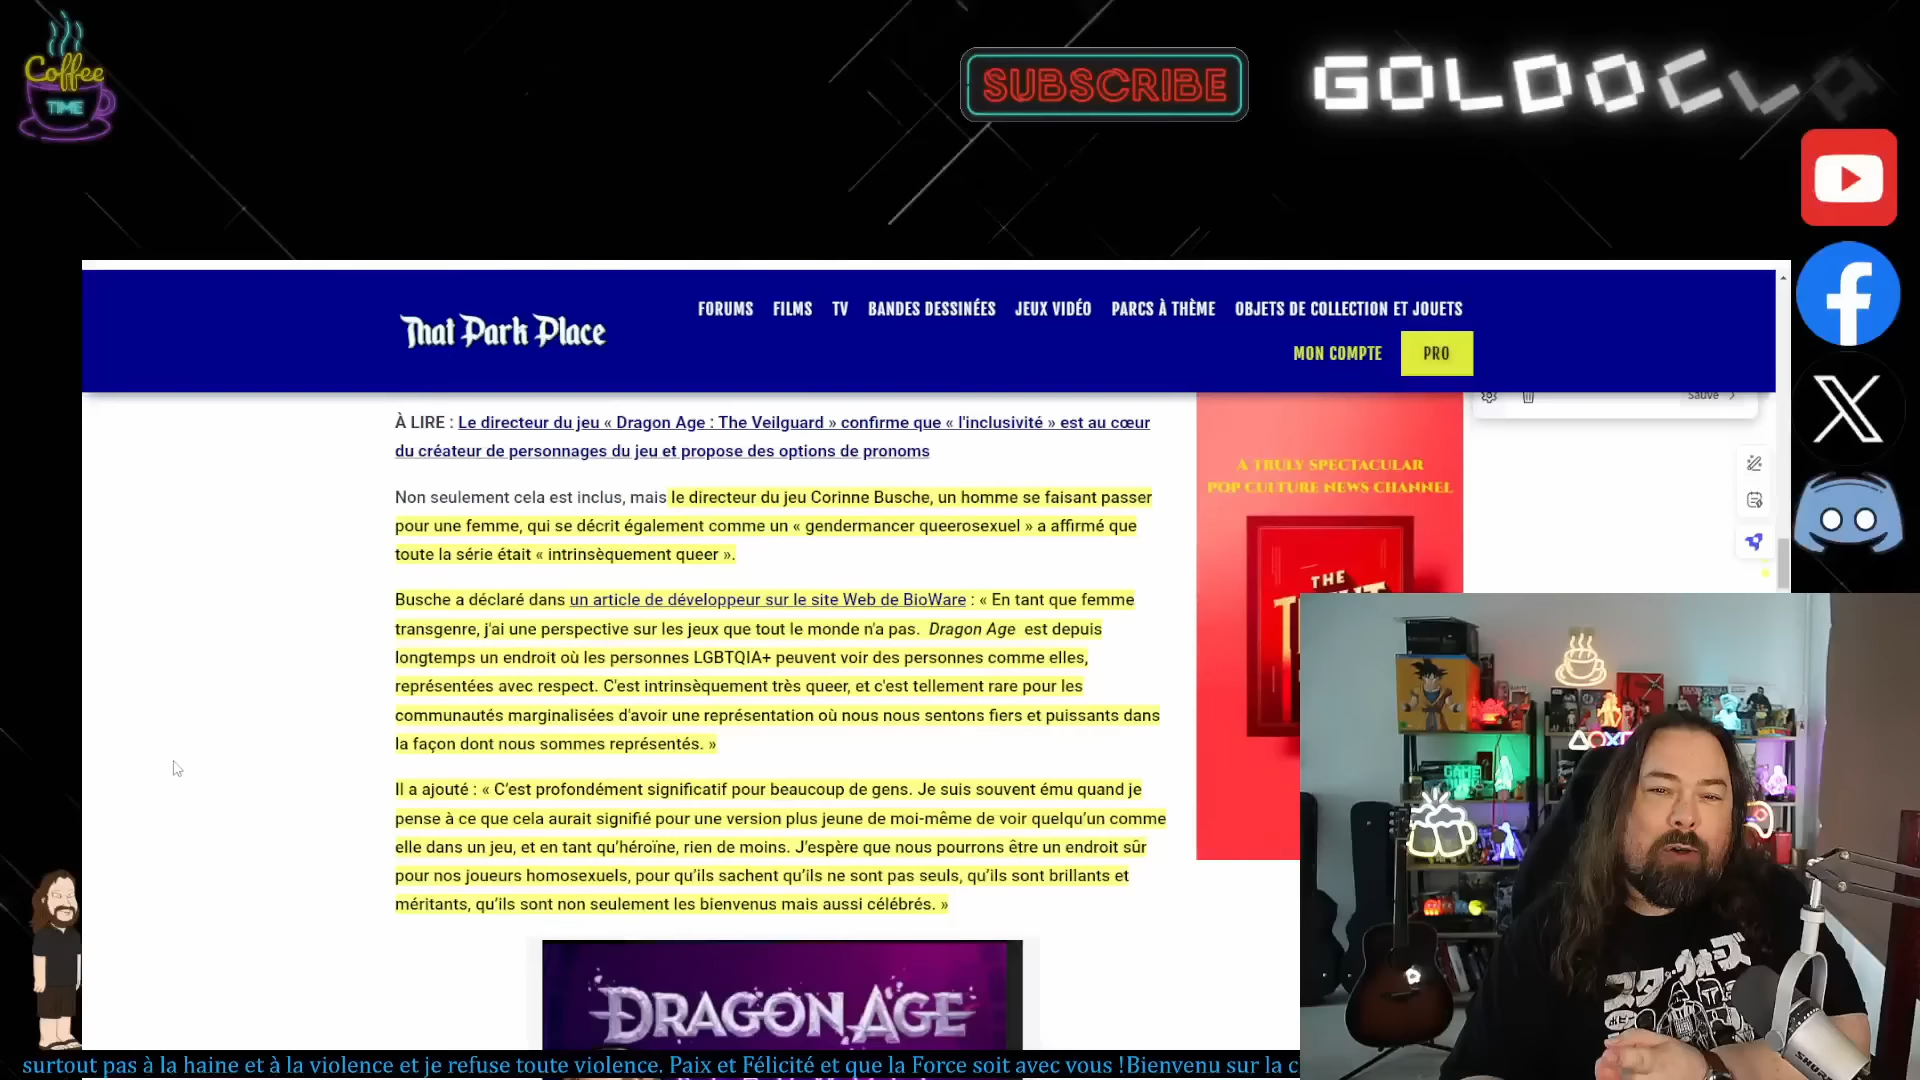 Coffee
TIME
SUBSCRIBE
GOLDOCLA
That Park Place
FORUMS FILMS TV BANDES DESSINÉES JEUX VIDÉO PARCS À THÈME OBJETS DE COLLECTION ET JOUETS
MON COMPTE PRO
Sauvé
À LIRE : Le directeur du jeu « Dragon Age : The Veilguard » confirme que « l'inclusivité » est au cœur
du créateur de personnages du jeu et propose des options de pronoms
Non seulement cela est inclus, mais le directeur du jeu Corinne Busche, un homme se faisant passer
pour une femme, qui se décrit également comme un « gendermancer queerosexuel » a affirmé que
toute la série était « intrinsèquement queer ».
Busche a déclaré dans un article de développeur sur le site Web de BioWare : « En tant que femme
transgenre, j'ai une perspective sur les jeux que tout le monde n'a pas. Dragon Age est depuis
longtemps un endroit où les personnes LGBTQIA+ peuvent voir des personnes comme elles,
représentées avec respect. C'est intrinsèquement très queer, et c'est tellement rare pour les
communautés marginalisées d'avoir une représentation où nous nous sentons fiers et puissants dans
la façon dont nous sommes représentés. »
Il a ajouté : « C’est profondément significatif pour beaucoup de gens. Je suis souvent ému quand je
pense à ce que cela aurait signifié pour une version plus jeune de moi-même de voir quelqu’un comme
elle dans un jeu, et en tant qu’héroïne, rien de moins. J’espère que nous pourrons être un endroit sûr
pour nos joueurs homosexuels, pour qu’ils sachent qu’ils ne sont pas seuls, qu’ils sont brillants et
méritants, qu’ils sont non seulement les bienvenus mais aussi célébrés. »
A TRULY SPECTACULAR
POP CULTURE NEWS CHANNEL
THE
DRAGON AGE
GAME
スター・ウォーズ
SHURE
surtout pas à la haine et à la violence et je refuse toute violence. Paix et Félicité et que la Force soit avec vous !Bienvenu sur la c